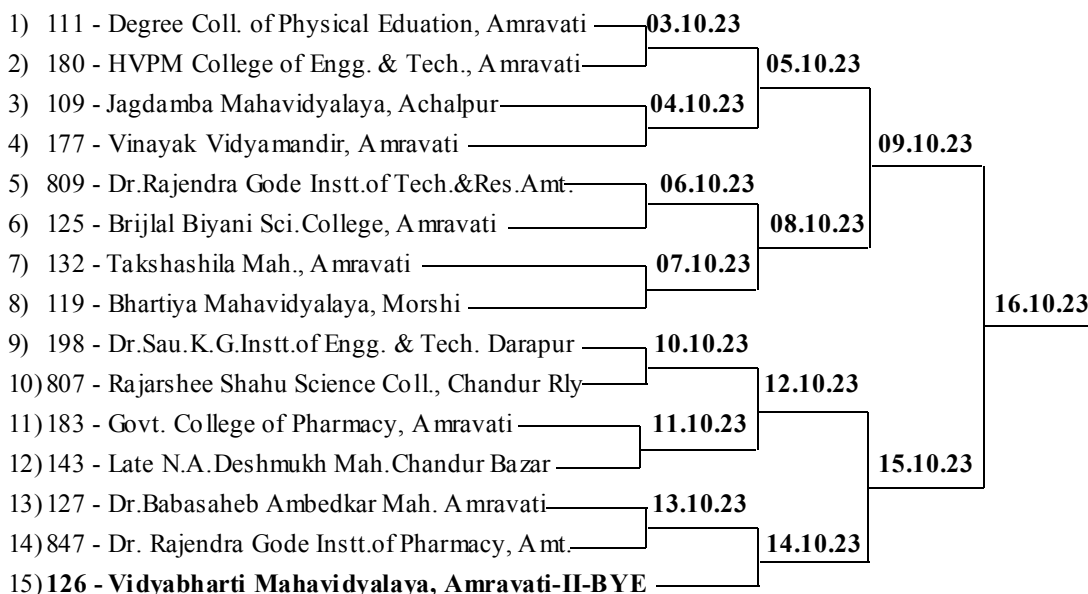 1) 111 - Degree Coll. of Physical Eduation, Amravati 03.10.23
2) 180 - HVPM College of Engg. & Tech., Amravati 05.10.23
3) 109 - Jagdamba Mahavidyalaya, Achalpur 04.10.23
4) 177 - Vinayak Vidyamandir, Amravati 09.10.23
5) 809 - Dr.Rajendra Gode Instt.of Tech.&Res.Amt. 06.10.23
6) 125 - Brijlal Biyani Sci.College, Amravati 08.10.23
7) 132 - Takshashila Mah., Amravati 07.10.23
8) 119 - Bhartiya Mahavidyalaya, Morshi 16.10.23
9) 198 - Dr.Sau.K.G.Instt.of Engg. & Tech. Darapur 10.10.23
10) 807 - Rajarshee Shahu Science Coll., Chandur Rly 12.10.23
11) 183 - Govt. College of Pharmacy, Amravati 11.10.23
12) 143 - Late N.A.Deshmukh Mah.Chandur Bazar 15.10.23
13) 127 - Dr.Babasaheb Ambedkar Mah. Amravati 13.10.23
14) 847 - Dr. Rajendra Gode Instt.of Pharmacy, Amt. 14.10.23
15) 126 - Vidyabharti Mahavidyalaya, Amravati-II-BYE